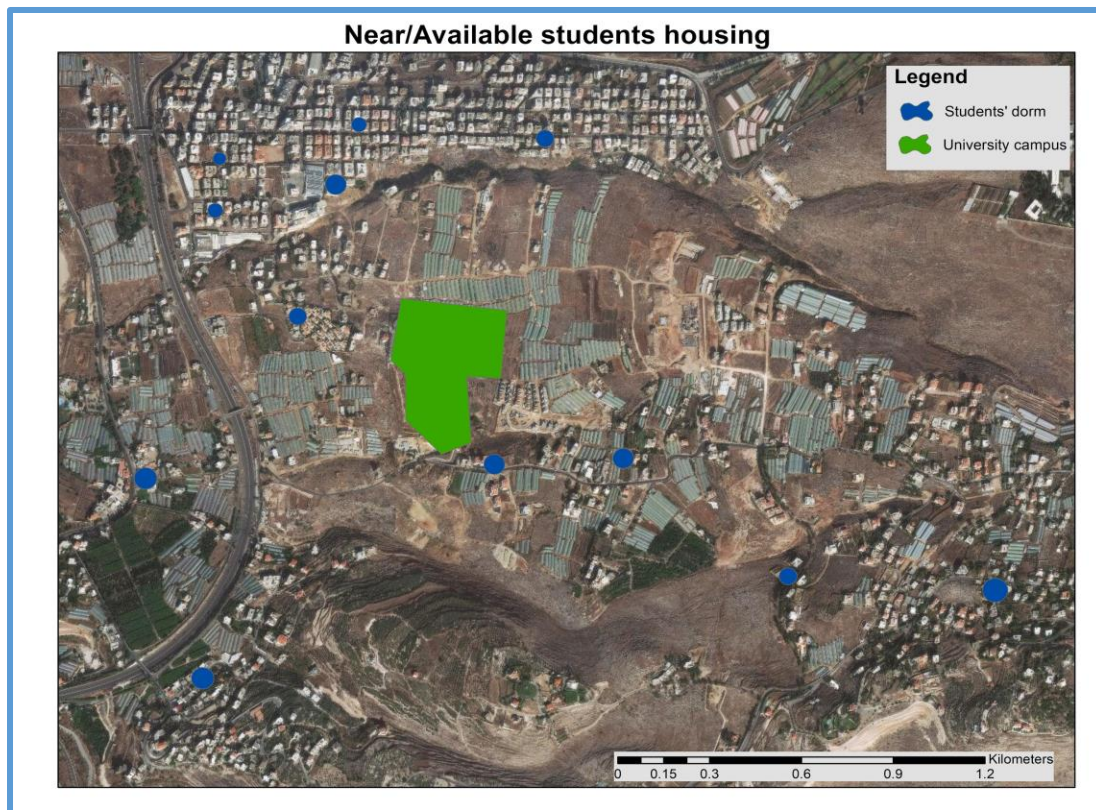 Near/Available students housing
Legend
Students' dorm
University campus
Kilometers
0 0.15 0.3 0.6 0.9 1.2